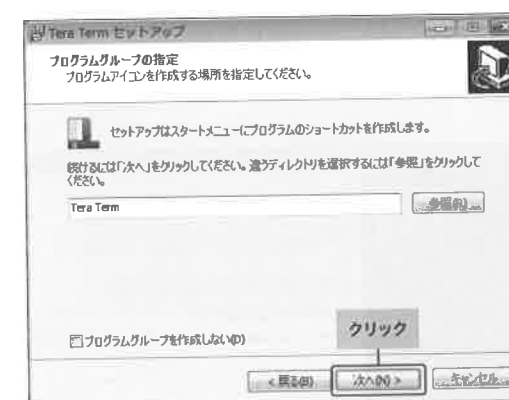 Tera Term セットアップ
プログラムグループの指定
プログラムアイコンを作成する場所を指定してください。
セットアップはスタートメニューにプログラムのショートカットを作成します。
続けるには「次へ」をクリックしてください。違うディレクトリを選択するには「参照」をクリックして
ください。
Tera Term
参照(R)...
プログラムグループを作成しない(D)
クリック
< 戻る(B)
次へ(N) >
キャンセル